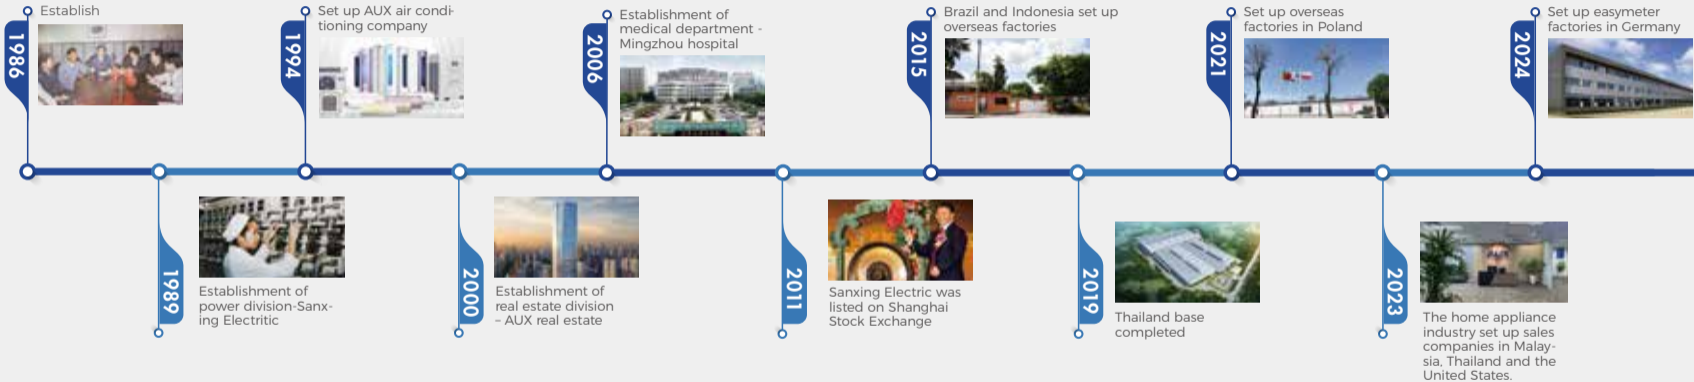 1986
Establish
1989
Establishment of
power division-Sanx-
ing Electritic
1994
Set up AUX air condi-
tioning company
2000
Establishment of
real estate division
– AUX real estate
2006
Establishment of
medical department -
Mingzhou hospital
2011
Sanxing Electric was
listed on Shanghai
Stock Exchange
2015
Brazil and Indonesia set up
overseas factories
2019
Thailand base
completed
2021
Set up overseas
factories in Poland
2023
The home appliance
industry set up sales
companies in Malay-
sia, Thailand and the
United States.
2024
Set up easymeter
factories in Germany